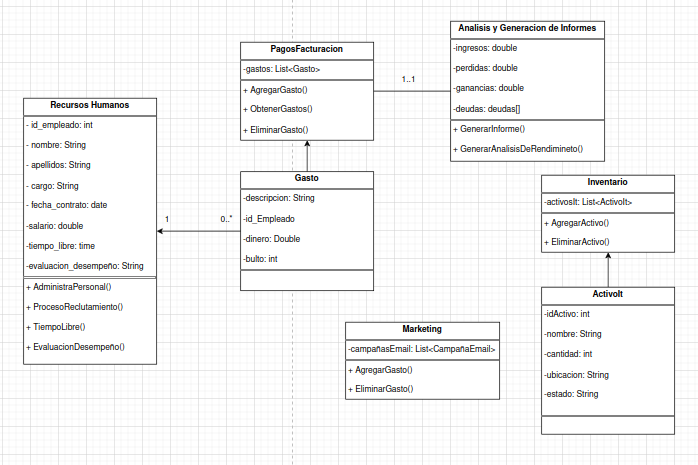 PagosFacturacion
-gastos: List<Gasto>
+ AgregarGasto()
+ ObtenerGastos()
+ EliminarGasto()
1..1
Analisis y Generacion de Informes
-ingresos: double
-perdidas: double
-ganancias: double
-deudas: deudas[]
+ GenerarInforme()
+ GenerarAnalisisDeRendimineto()
Recursos Humanos
- id_empleado: int
- nombre: String
- apellidos: String
- cargo: String
- fecha_contrato: date
-salario: double
-tiempo_libre: time
-evaluacion_desempeño: String
+ AdministraPersonal()
+ ProcesoReclutamiento()
+ TiempoLibre()
+ EvaluacionDesempeño()
1
0..*
Gasto
-descripcion: String
-id_Empleado
-dinero: Double
-bulto: int
Inventario
-activosIt: List<ActivoIt>
+ AgregarActivo()
+ EliminarActivo()
ActivoIt
-idActivo: int
-nombre: String
-cantidad: int
-ubicacion: String
-estado: String
Marketing
-campañasEmail: List<CampañaEmail>
+ AgregarGasto()
+ EliminarGasto()